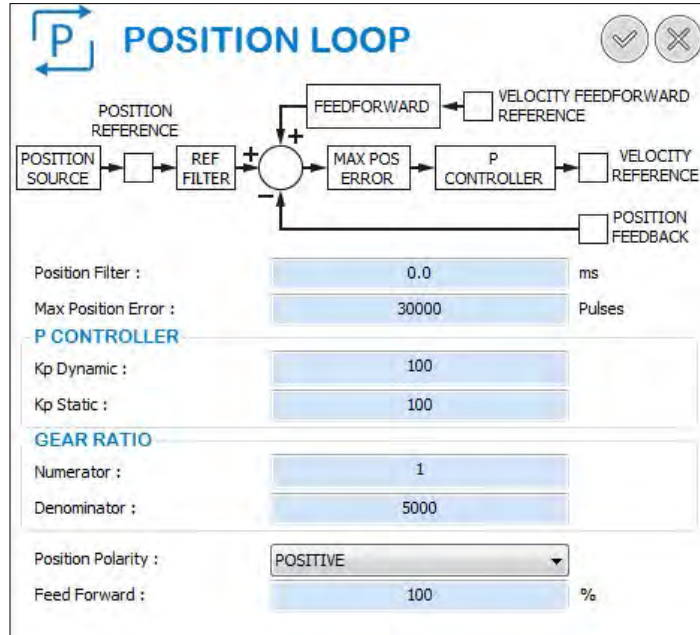 P POSITION LOOP
FEEDFORWARD
VELOCITY FEEDFORWARD
REFERENCE
POSITION
REFERENCE
POSITION
SOURCE
REF
FILTER
+
+
−
MAX POS
ERROR
P
CONTROLLER
VELOCITY
REFERENCE
POSITION
FEEDBACK
Position Filter : 0.0 ms
Max Position Error : 30000 Pulses
P CONTROLLER
Kp Dynamic : 100
Kp Static : 100
GEAR RATIO
Numerator : 1
Denominator : 5000
Position Polarity : POSITIVE
Feed Forward : 100 %